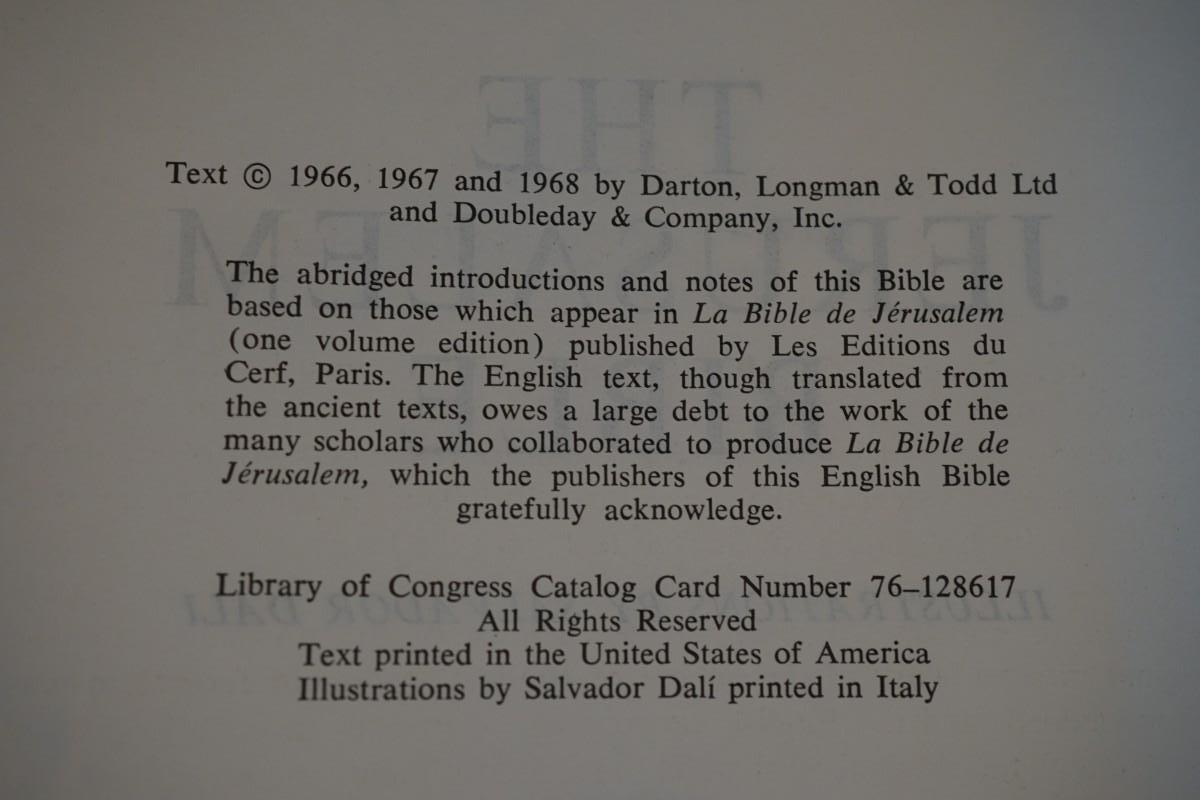 Text © 1966, 1967 and 1968 by Darton, Longman & Todd Ltd
and Doubleday & Company, Inc.
The abridged introductions and notes of this Bible are
based on those which appear in La Bible de Jérusalem
(one volume edition) published by Les Editions du
Cerf, Paris. The English text, though translated from
the ancient texts, owes a large debt to the work of the
many scholars who collaborated to produce La Bible de
Jérusalem, which the publishers of this English Bible
gratefully acknowledge.
Library of Congress Catalog Card Number 76–128617
All Rights Reserved
Text printed in the United States of America
Illustrations by Salvador Dalí printed in Italy